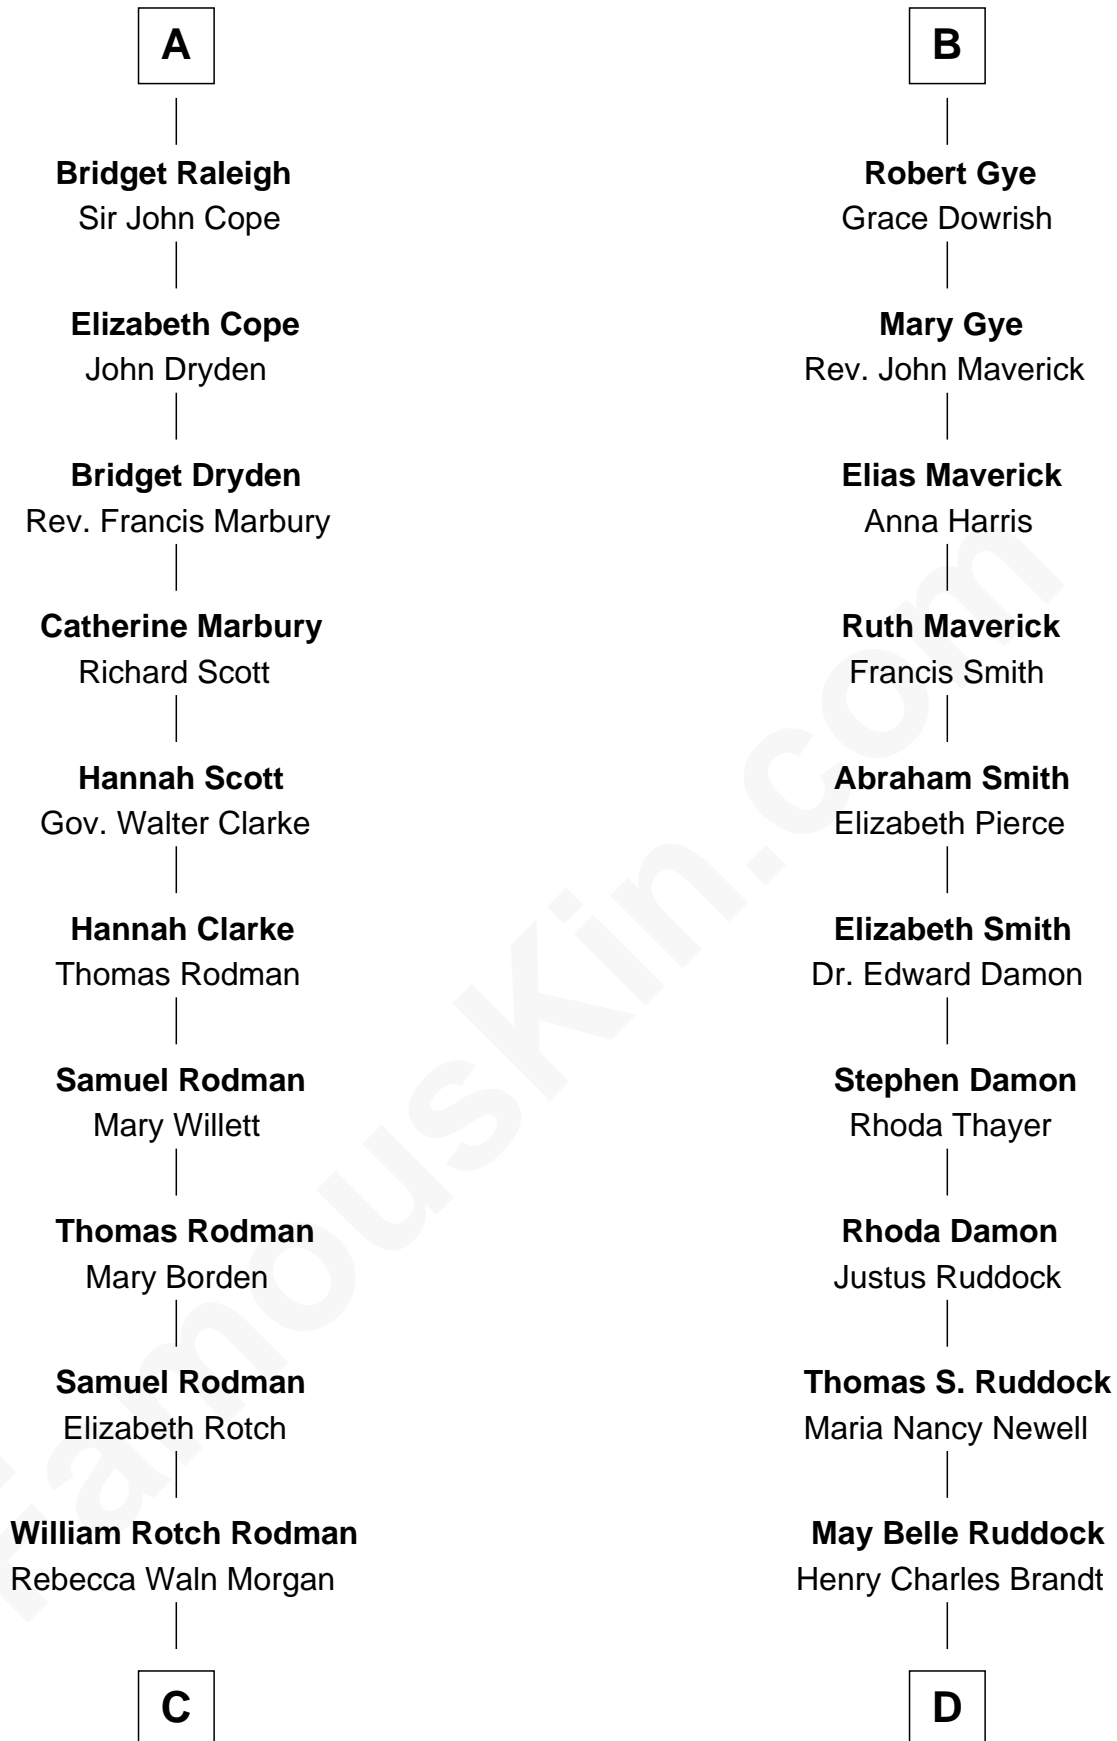 A
Bridget Raleigh
Sir John Cope
Elizabeth Cope
John Dryden
Bridget Dryden
Rev. Francis Marbury
Catherine Marbury
Richard Scott
Hannah Scott
Gov. Walter Clarke
Hannah Clarke
Thomas Rodman
Samuel Rodman
Mary Willett
Thomas Rodman
Mary Borden
Samuel Rodman
Elizabeth Rotch
William Rotch Rodman
Rebecca Waln Morgan
C
B
Robert Gye
Grace Dowrish
Mary Gye
Rev. John Maverick
Elias Maverick
Anna Harris
Ruth Maverick
Francis Smith
Abraham Smith
Elizabeth Pierce
Elizabeth Smith
Dr. Edward Damon
Stephen Damon
Rhoda Thayer
Rhoda Damon
Justus Ruddock
Thomas S. Ruddock
Maria Nancy Newell
May Belle Ruddock
Henry Charles Brandt
D
FamousKin.com